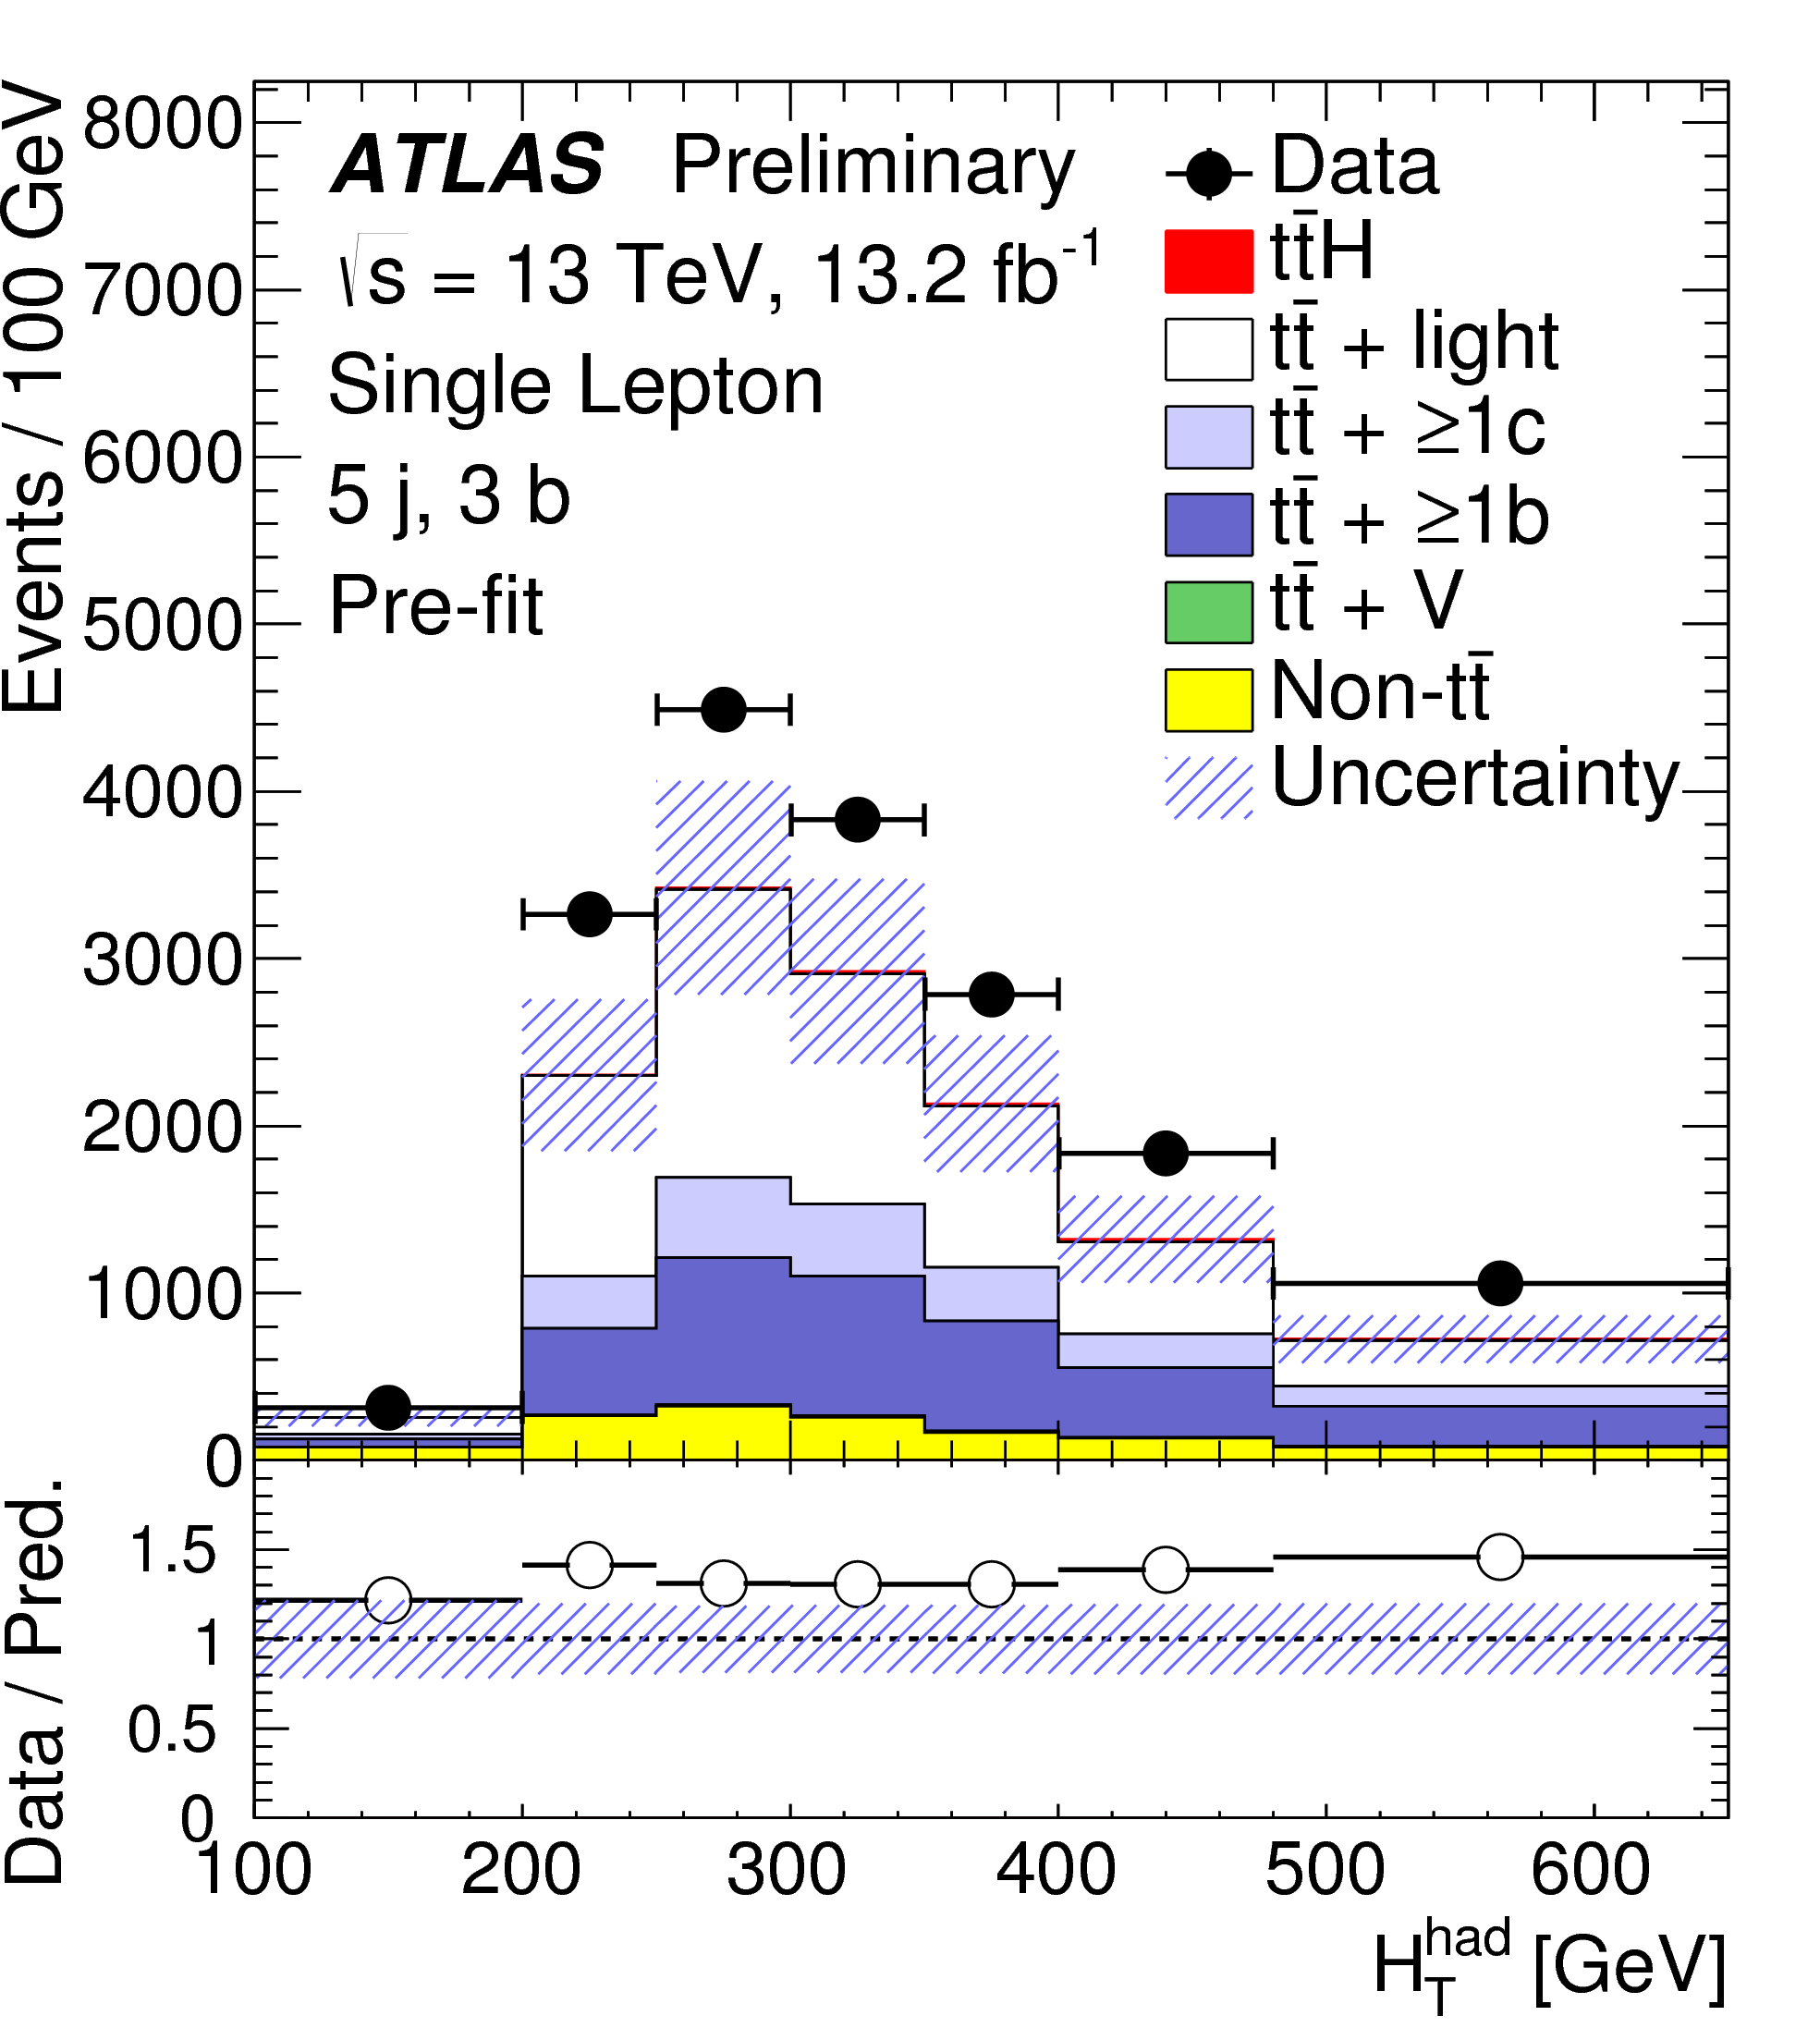 Events / 100 GeV
8000
7000
6000
5000
4000
3000
2000
1000
0
ATLAS Preliminary
√s = 13 TeV, 13.2 fb⁻¹
Single Lepton
5 j, 3 b
Pre-fit
Data
tt̄H
tt̄ + light
tt̄ + ≥1c
tt̄ + ≥1b
tt̄ + V
Non-tt̄
Uncertainty
Data / Pred.
1.5
1
0.5
0
100 200 300 400 500 600
H_T^had [GeV]